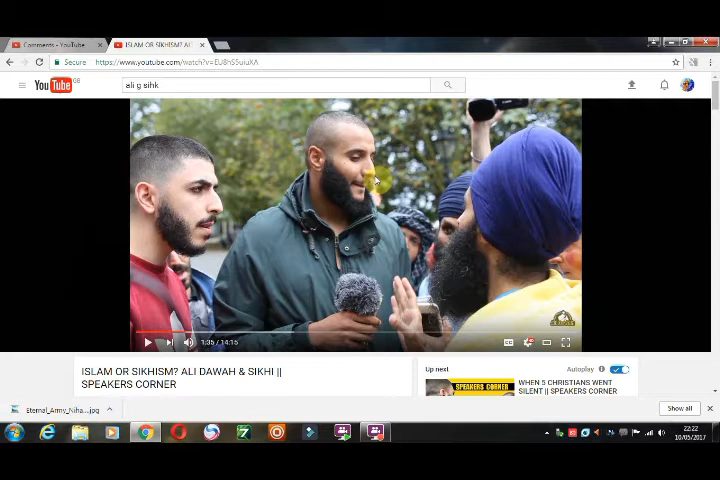 Comments - YouTube
ISLAM OR SIKHISM? ALI
Secure
https://www.youtube.com/watch?v=EU8hS5uiuXA
YouTube GB
ali g sihk
1:35 / 14:15
CC
ISLAM OR SIKHISM? ALI DAWAH & SIKHI ||
SPEAKERS CORNER
Up next
Autoplay
SPEAKERS CORNER
WHEN 5 CHRISTIANS WENT
SILENT || SPEAKERS CORNER
Eternal_Army_Niha....jpg
Show all
22:22
10/05/2017